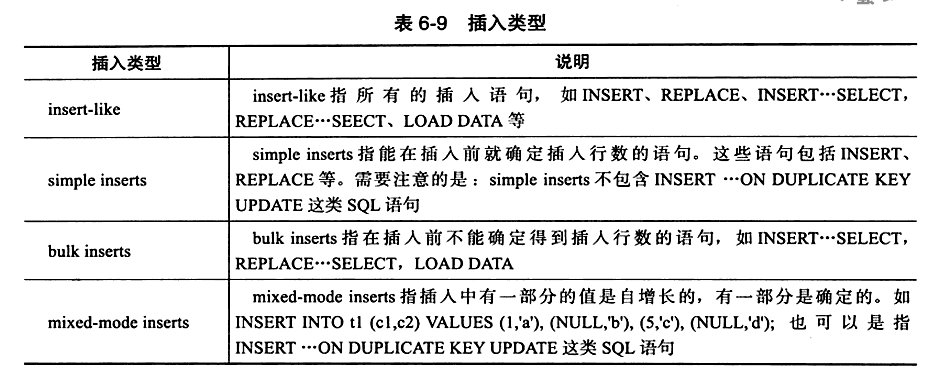 表 6-9 插入类型
插入类型
说明
insert-like
insert-like 指所有的插入语句，如 INSERT、REPLACE、INSERT…SELECT，
REPLACE…SEECT、LOAD DATA 等
simple inserts
simple inserts 指能在插入前就确定插入行数的语句。这些语句包括 INSERT、
REPLACE 等。需要注意的是：simple inserts 不包含 INSERT …ON DUPLICATE KEY
UPDATE 这类 SQL 语句
bulk inserts
bulk inserts 指在插入前不能确定得到插入行数的语句，如 INSERT…SELECT，
REPLACE…SELECT，LOAD DATA
mixed-mode inserts
mixed-mode inserts 指插入中有一部分的值是自增长的，有一部分是确定的。如
INSERT INTO t1 (c1,c2) VALUES (1,'a'), (NULL,'b'), (5,'c'), (NULL,'d'); 也可以是指
INSERT …ON DUPLICATE KEY UPDATE 这类 SQL 语句